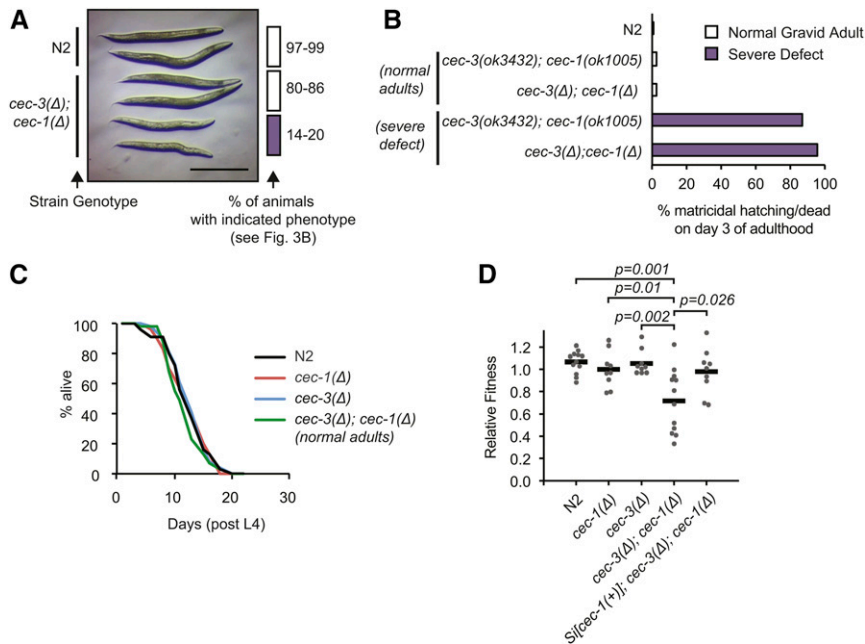 A
N2
cec-3(Δ);
cec-1(Δ)
97-99
80-86
14-20
Strain Genotype
% of animals
with indicated phenotype
(see Fig. 3B)
B
Normal Gravid Adult
Severe Defect
N2
(normal
adults)
cec-3(ok3432); cec-1(ok1005)
cec-3(Δ); cec-1(Δ)
(severe
defect)
cec-3(ok3432); cec-1(ok1005)
cec-3(Δ);cec-1(Δ)
0 20 40 60 80 100
% matricidal hatching/dead
on day 3 of adulthood
C
100
80
60
40
20
0
% alive
0 10 20 30
Days (post L4)
N2
cec-1(Δ)
cec-3(Δ)
cec-3(Δ); cec-1(Δ)
(normal adults)
D
p=0.001
p=0.01
p=0.026
p=0.002
1.2
1.0
0.8
0.6
0.4
0.2
0.0
Relative Fitness
N2
cec-1(Δ)
cec-3(Δ)
cec-3(Δ); cec-1(Δ)
Si[cec-1(+)]; cec-3(Δ); cec-1(Δ)